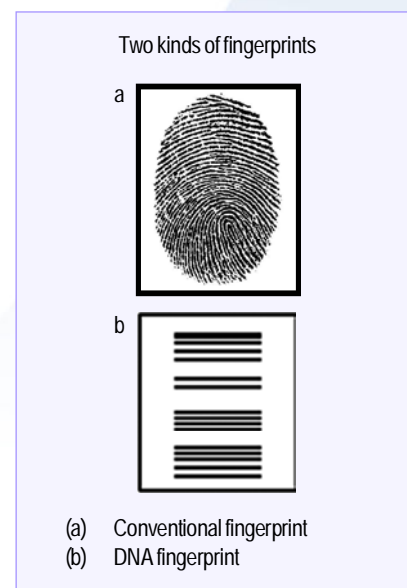 Two kinds of fingerprints
a
b
(a) Conventional fingerprint
(b) DNA fingerprint